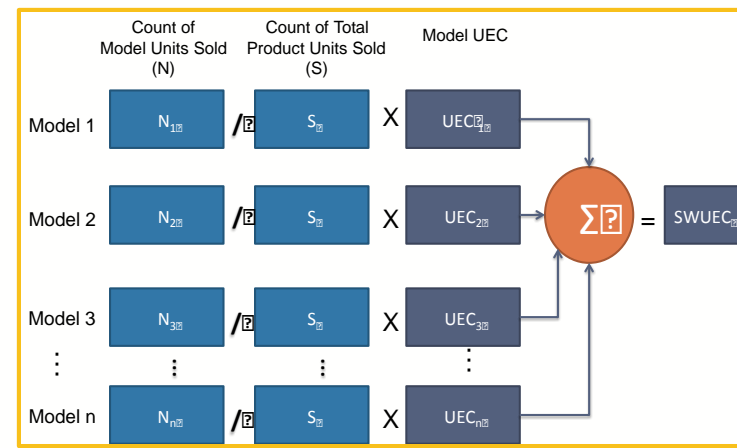 Count of
Model Units Sold
(N)
Count of Total
Product Units Sold
(S)
Model UEC
Model 1 N1 / S X UEC1
Model 2 N2 / S X UEC2
Σ = SWUEC
Model 3 N3 / S X UEC3
⋮ ⋮ ⋮ ⋮
Model n Nn / S X UECn